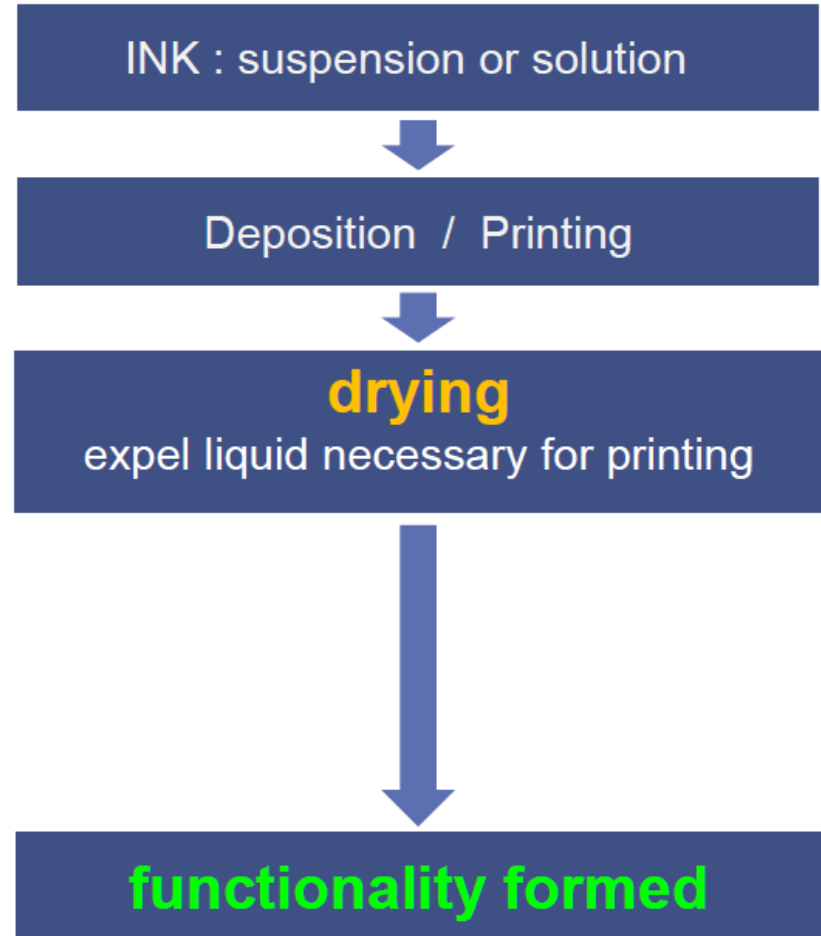 INK : suspension or solution
Deposition / Printing
drying
expel liquid necessary for printing
functionality formed